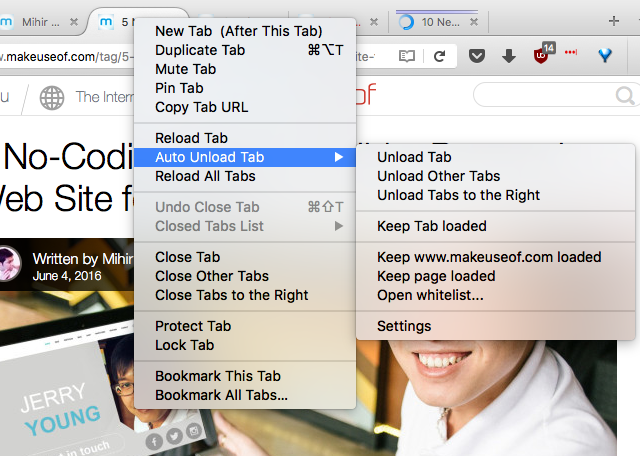 Mihir
5 N
10 Ne...
w.makeuseof.com/tag/5-
site-
14
The Intern
of
No-Codi
Web Site fo
Written by Mihir
June 4, 2016
JERRY
YOUNG
t in touch
New Tab (After This Tab)
Duplicate Tab ⌘⌥T
Mute Tab
Pin Tab
Copy Tab URL
Reload Tab
Auto Unload Tab ▶
Reload All Tabs
Undo Close Tab ⌘⇧T
Closed Tabs List ▶
Close Tab
Close Other Tabs
Close Tabs to the Right
Protect Tab
Lock Tab
Bookmark This Tab
Bookmark All Tabs...
Unload Tab
Unload Other Tabs
Unload Tabs to the Right
Keep Tab loaded
Keep www.makeuseof.com loaded
Keep page loaded
Open whitelist...
Settings